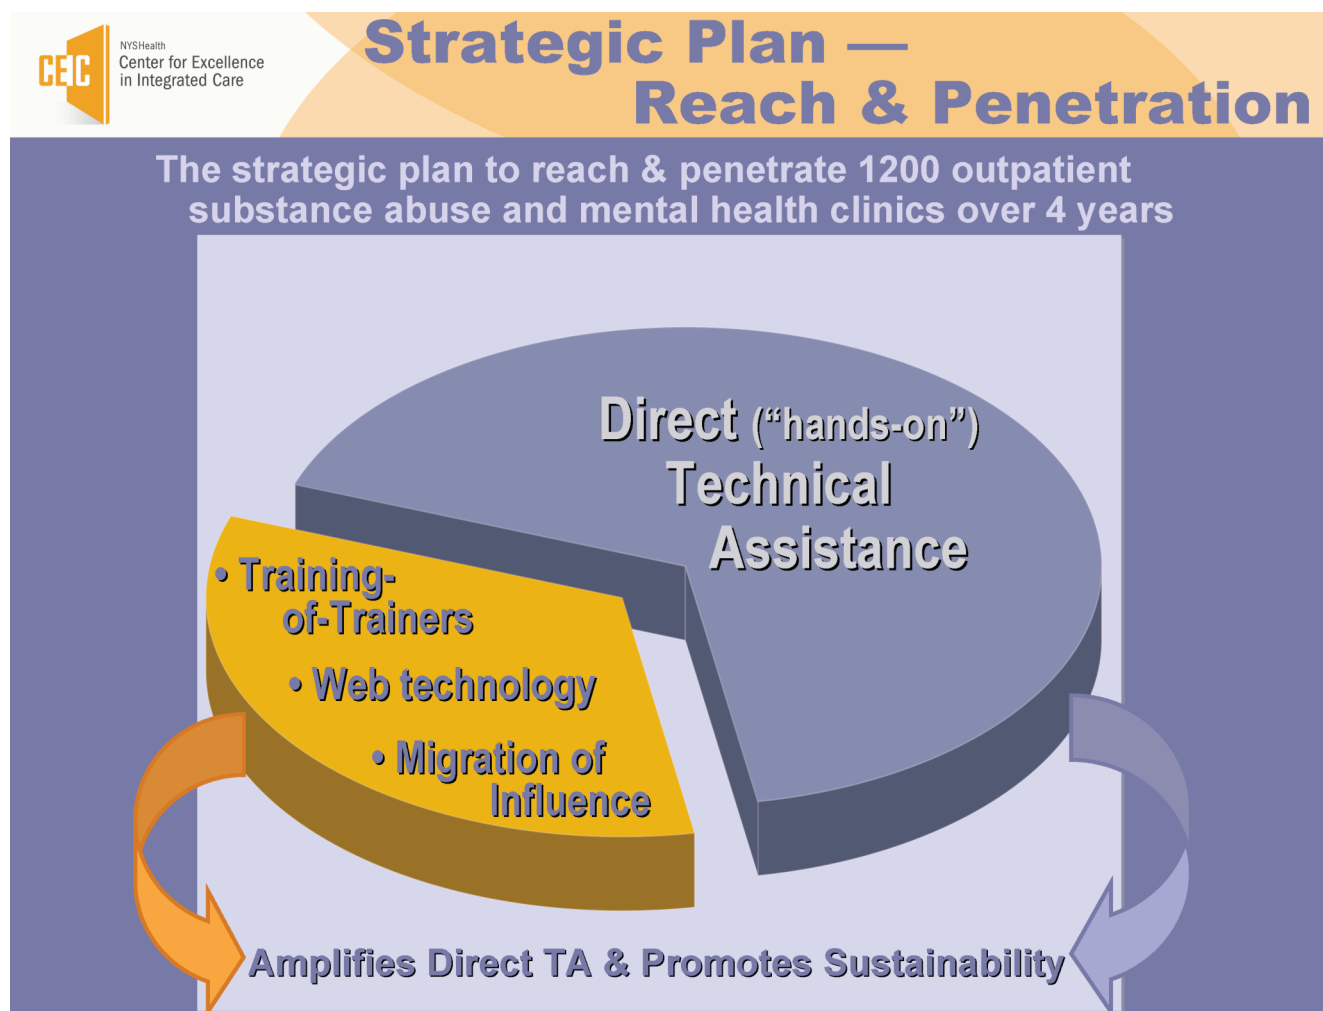 CEIC
NYSHealth
Center for Excellence
in Integrated Care
Strategic Plan —
Reach & Penetration
The strategic plan to reach & penetrate 1200 outpatient
substance abuse and mental health clinics over 4 years
Direct (“hands-on”)
Technical
Assistance
• Training-
of-Trainers
• Web technology
• Migration of
Influence
Amplifies Direct TA & Promotes Sustainability